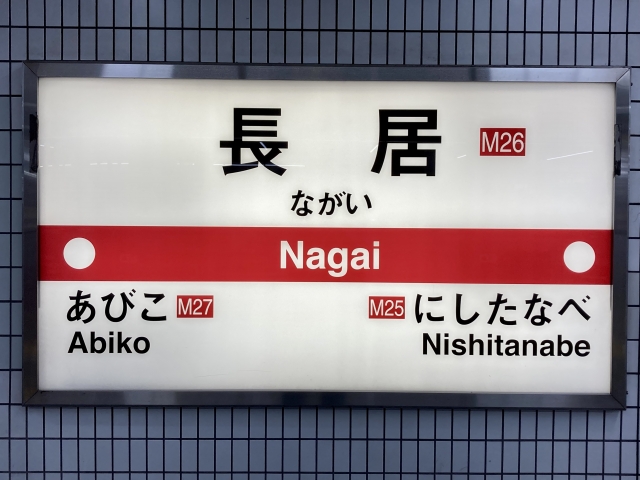 長居 M26
ながい
Nagai
あびこ M27 M25 にしたなべ
Abiko Nishitanabe